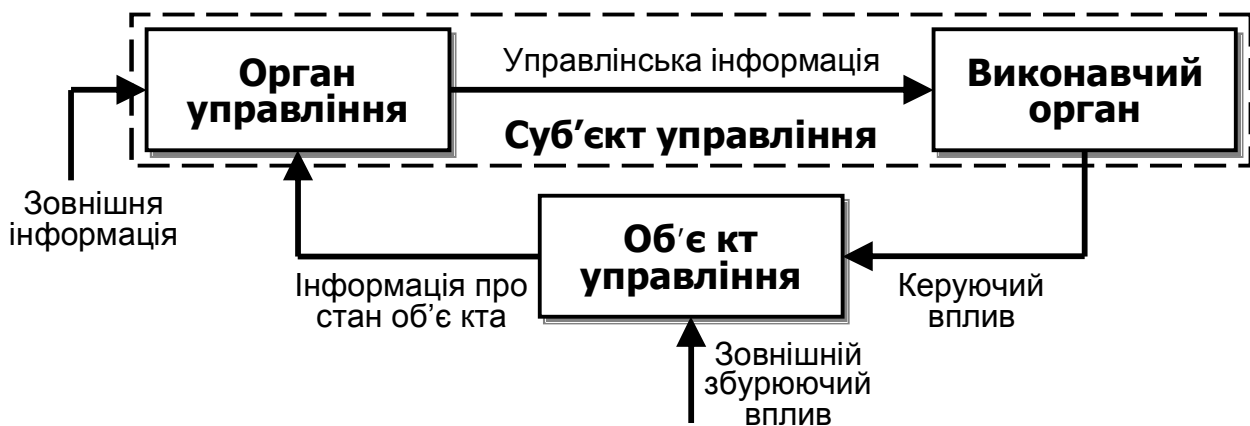 Орган
управління
Управлінська інформація
Виконавчий
орган
Суб’єкт управління
Зовнішня
інформація
Об′є кт
управління
Інформація про
стан об’є кта
Керуючий
вплив
Зовнішній
збурюючий
вплив